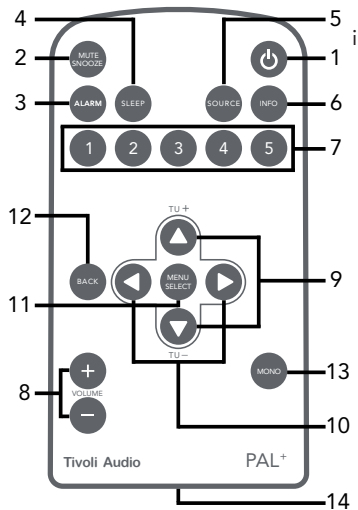 4
5
2
MUTE
SNOOZE
1
i
3
ALARM
SLEEP
SOURCE
INFO
6
1
2
3
4
5
7
TU+
12
BACK
MENU
SELECT
9
11
TU−
8
+
VOLUME
−
MONO
13
10
Tivoli Audio
PAL+
14